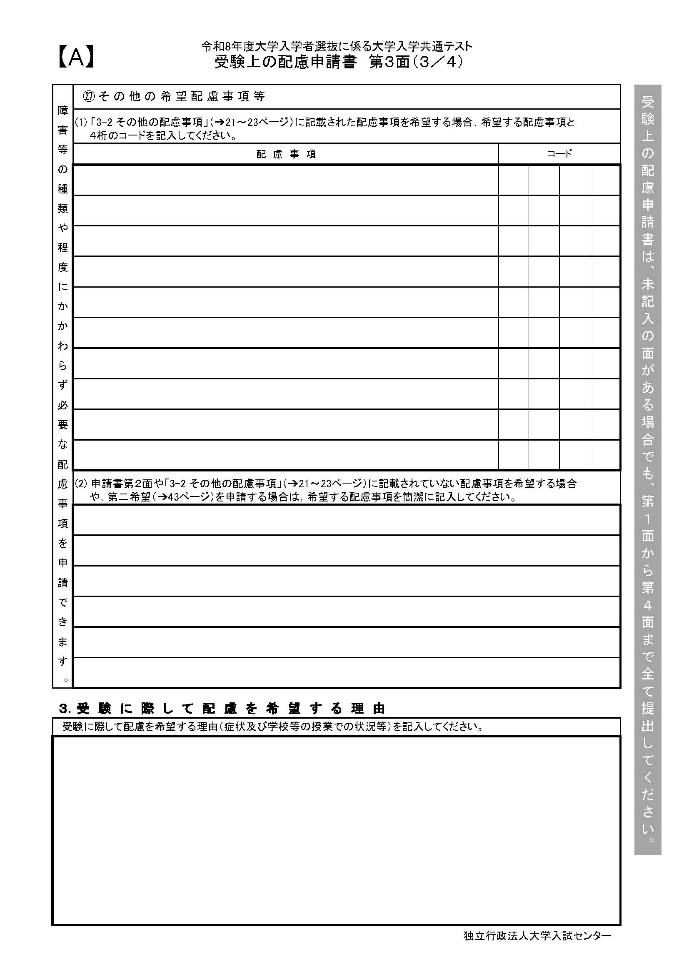 【A】
令和8年度大学入学者選抜に係る大学入学共通テスト
受験上の配慮申請書 第3面(3/4)
㉗その他の希望配慮事項等
(1)「3-2 その他の配慮事項」(→21~23ページ)に記載された配慮事項を希望する場合，希望する配慮事項と
4桁のコードを記入してください。
配慮事項
コード
(2) 申請書第2面や「3-2 その他の配慮事項」(→21~23ページ)に記載されていない配慮事項を希望する場合
や，第二希望(→43ページ)を申請する場合は，希望する配慮事項を簡潔に記入してください。
障害等の種類や程度にかかわらず必要な配慮事項を申請できます。
3.受験に際して配慮を希望する理由
受験に際して配慮を希望する理由(症状及び学校等の授業での状況等)を記入してください。
独立行政法人大学入試センター
受験上の配慮申請書は、未記入の面がある場合でも、第1面から第4面まで全て提出してください。